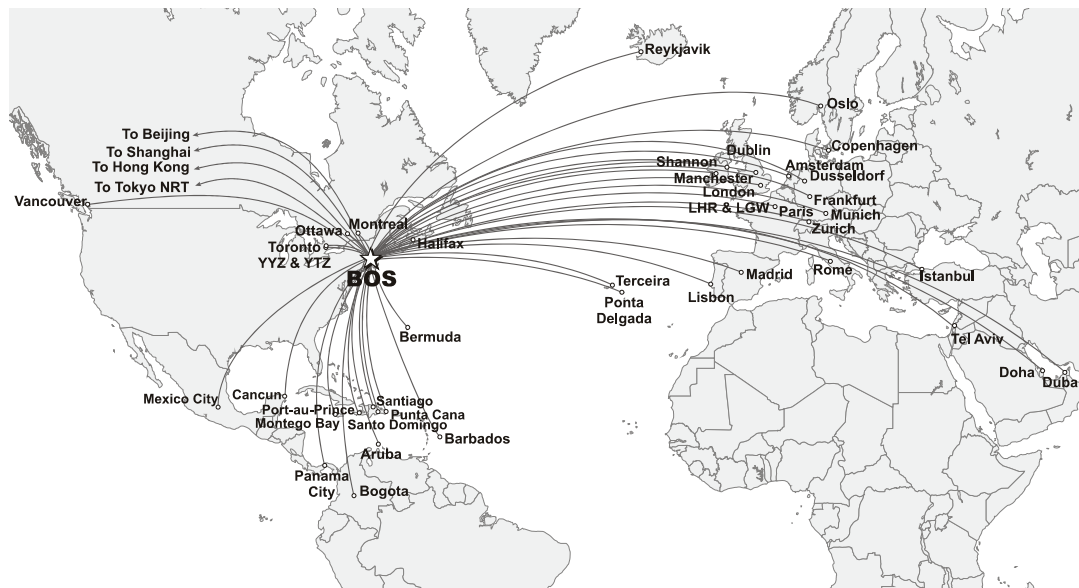 Reykjavik
Oslo
To Beijing
To Shanghai
To Hong Kong
To Tokyo NRT
Vancouver
Dublin
Copenhagen
Shannon
Amsterdam
Manchester
Dusseldorf
London
LHR & LGW
Frankfurt
Paris
Munich
Zurich
Ottawa
Montreal
Toronto
YYZ & YTZ
Halifax
BOS
Terceira
Ponta
Delgada
Madrid
Lisbon
Rome
İstanbul
Bermuda
Tel Aviv
Doha
Duba
Mexico City
Cancun
Santiago
Port-au-Prince
Punta Cana
Montego Bay
Santo Domingo
Barbados
Aruba
Panama
City
Bogota